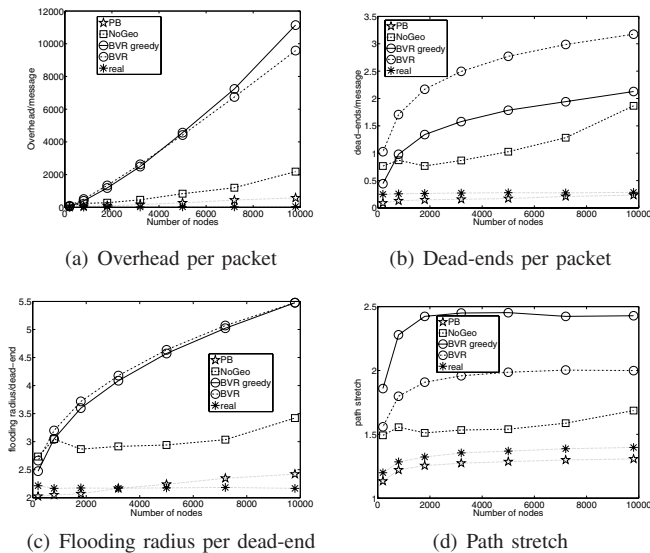 12000
10000
8000
6000
4000
2000
0
Overhead/message
PB
NoGeo
BVR greedy
BVR
real
0 2000 4000 6000 8000 10000
Number of nodes
(a) Overhead per packet
3.5
3
2.5
2
1.5
1
0.5
0
dead-ends/message
PB
NoGeo
BVR greedy
BVR
real
0 2000 4000 6000 8000 10000
Number of nodes
(b) Dead-ends per packet
5.5
5
4.5
4
3.5
3
2.5
2
flooding radius/dead-end
PB
NoGeo
BVR greedy
BVR
real
0 2000 4000 6000 8000 10000
Number of nodes
(c) Flooding radius per dead-end
2.5
2
1.5
1
path stretch
PB
NoGeo
BVR greedy
BVR
real
0 2000 4000 6000 8000 10000
Number of nodes
(d) Path stretch